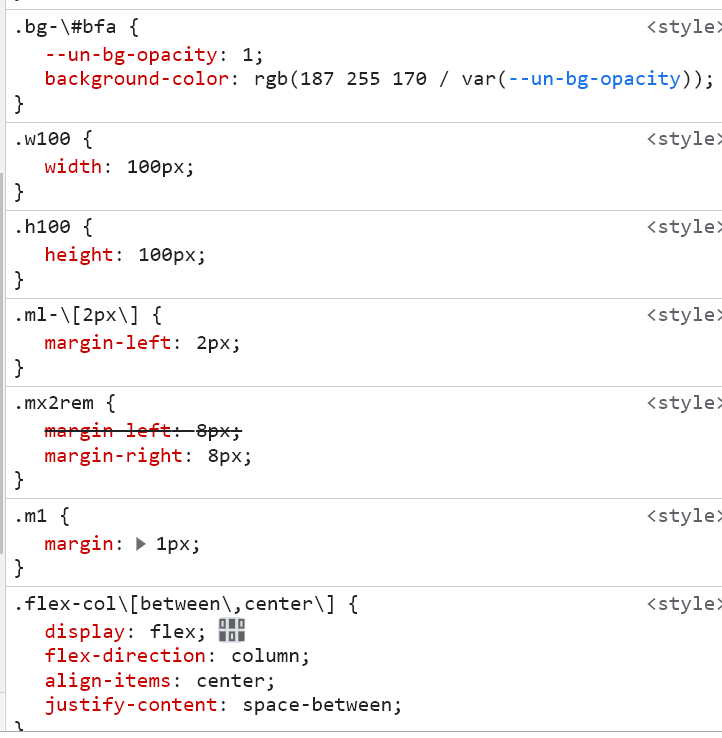 .bg-\#bfa { <style>
--un-bg-opacity: 1;
background-color: rgb(187 255 170 / var(--un-bg-opacity));
}
.w100 { <style>
width: 100px;
}
.h100 { <style>
height: 100px;
}
.ml-\[2px\] { <style>
margin-left: 2px;
}
.mx2rem { <style>
margin-left: 8px;
margin-right: 8px;
}
.m1 { <style>
margin: ▶ 1px;
}
.flex-col\[between\,center\] { <style>
display: flex;
flex-direction: column;
align-items: center;
justify-content: space-between;
}